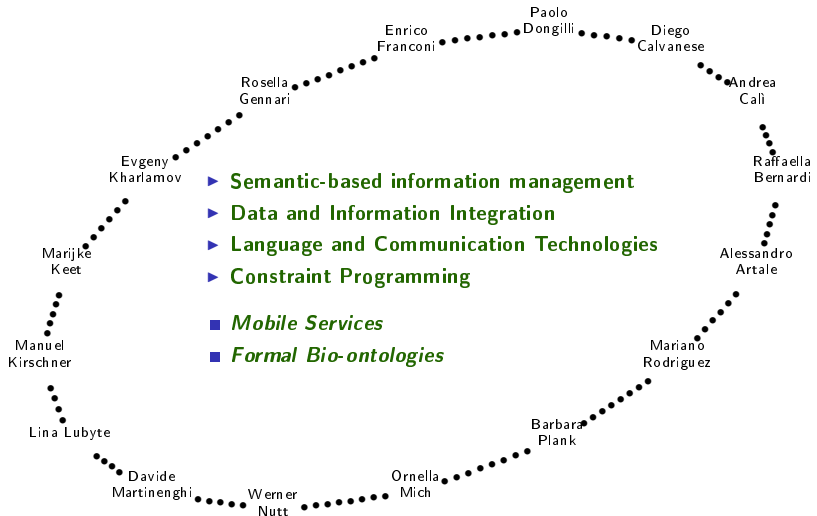 Paolo
Dongilli
Enrico
Franconi
Diego
Calvanese
Rosella
Gennari
Andrea
Calì
Evgeny
Kharlamov
Raffaella
Bernardi
Semantic-based information management
Data and Information Integration
Language and Communication Technologies
Constraint Programming
Mobile Services
Formal Bio-ontologies
Marijke
Keet
Alessandro
Artale
Manuel
Kirschner
Mariano
Rodriguez
Lina Lubyte
Barbara
Plank
Davide
Martinenghi
Werner
Nutt
Ornella
Mich